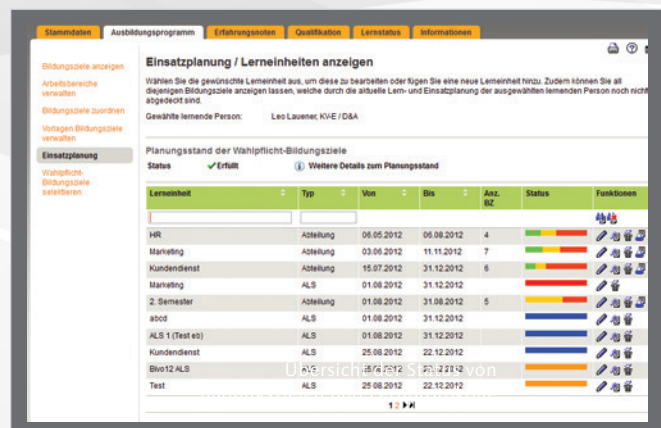 Stammdaten Ausbildungsprogramm Erfahrungsnoten Qualifikation Lernstatus Informationen
Bildungsziele anzeigen
Arbeitsbereiche
verwalten
Bildungsziele zuordnen
Vorlagen Bildungsziele
verwalten
Einsatzplanung
Wahlpflicht-
Bildungsziele
selektieren
Einsatzplanung / Lerneinheiten anzeigen
Wählen Sie die gewünschte Lerneinheit aus, um diese zu bearbeiten oder fügen Sie eine neue Lerneinheit hinzu. Zudem können Sie all
diejenigen Bildungsziele anzeigen lassen, welche durch die aktuelle Lern- und Einsatzplanung der ausgewählten lernenden Person noch nicht
abgedeckt sind.
Gewählte lernende Person: Leo Lauener, KV-E / D&A
Planungsstand der Wahlpflicht-Bildungsziele
Status Erfüllt Weitere Details zum Planungsstand
Lerneinheit Typ Von Bis Anz. BZ Status Funktionen
HR Abteilung 06.05.2012 06.08.2012 4
Marketing Abteilung 03.06.2012 11.11.2012 7
Kundendienst Abteilung 15.07.2012 31.12.2012 6
Marketing ALS 01.08.2012 31.12.2012
2. Semester Abteilung 01.08.2012 31.08.2012 5
abcd ALS 01.08.2012 31.12.2012
ALS 1 (Test eb) ALS 01.08.2012 31.12.2012
Kundendienst ALS 25.08.2012 22.12.2012
Bivo12 ALS
Übersicht der Status von
Test ALS 25.08.2012 22.12.2012
1 2